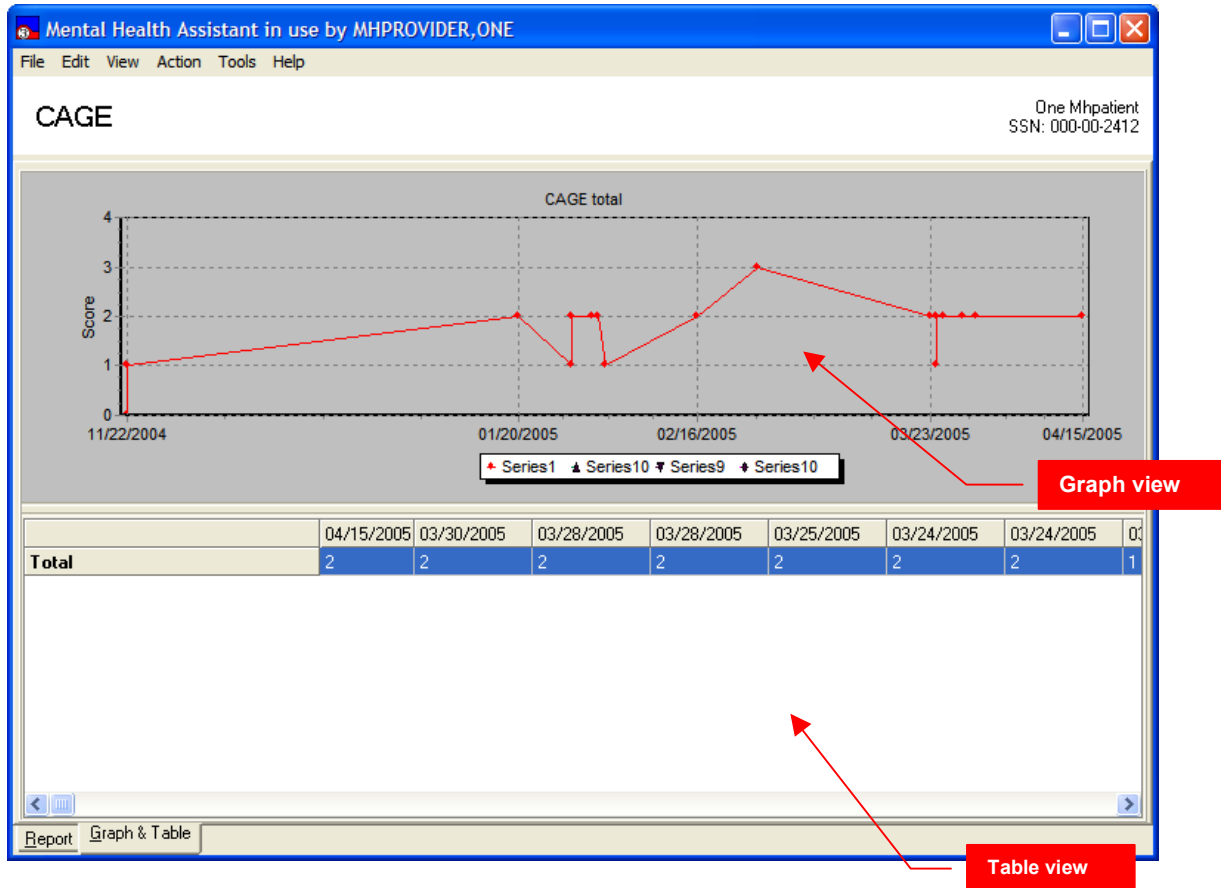 Mental Health Assistant in use by MHPROVIDER,ONE
File Edit View Action Tools Help
CAGE
One Mhpatient
SSN: 000-00-2412
CAGE total
Score
4
3
2
1
0
11/22/2004 01/20/2005 02/16/2005 03/23/2005 04/15/2005
Series1 Series10 Series9 Series10
Graph view
04/15/2005 03/30/2005 03/28/2005 03/28/2005 03/25/2005 03/24/2005 03/24/2005 03
Total 2 2 2 2 2 2 2 1
Report Graph & Table
Table view